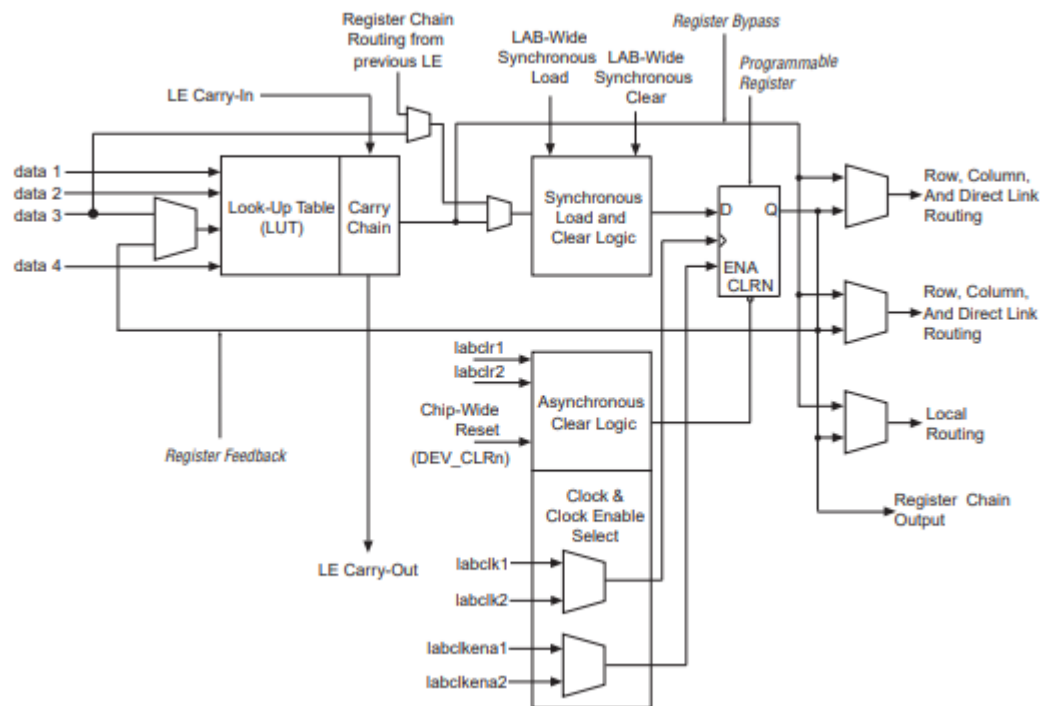 Register Chain
Routing from
previous LE
LAB-Wide
Synchronous
Load
LAB-Wide
Synchronous
Clear
Register Bypass
Programmable
Register
LE Carry-In
data 1
data 2
data 3
data 4
Look-Up Table
(LUT)
Carry
Chain
Synchronous
Load and
Clear Logic
D
Q
ENA
CLRN
Row, Column,
And Direct Link
Routing
Row, Column,
And Direct Link
Routing
Local
Routing
Register Chain
Output
Register Feedback
labclr1
labclr2
Chip-Wide
Reset
(DEV_CLRn)
Asynchronous
Clear Logic
Clock &
Clock Enable
Select
LE Carry-Out
labclk1
labclk2
labclkena1
labclkena2